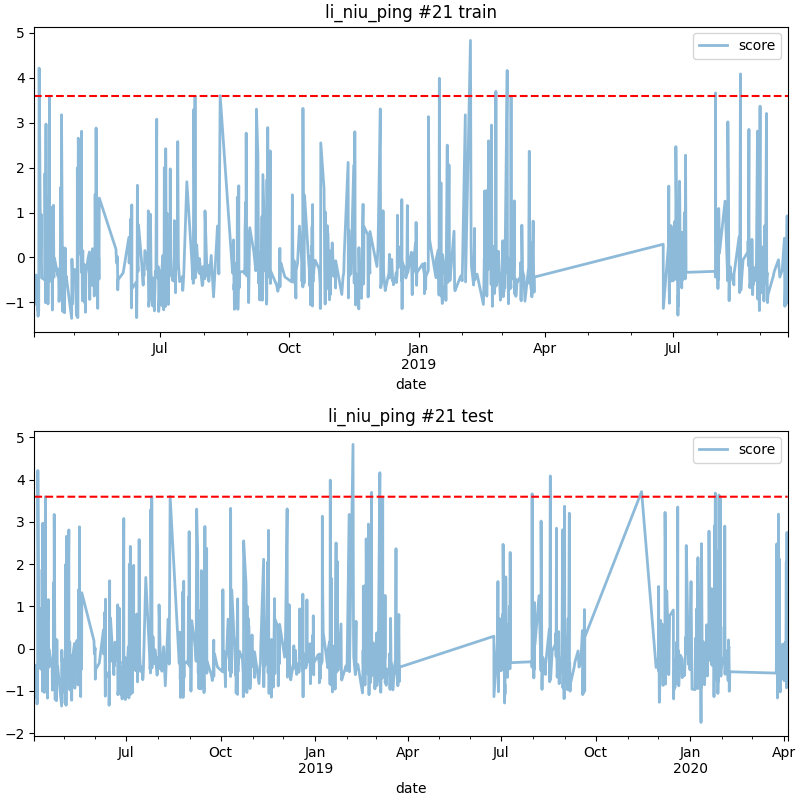 li_niu_ping #21 train
score
5
4
3
2
1
0
−1
Jul
Oct
Jan
2019
Apr
Jul
date
li_niu_ping #21 test
score
5
4
3
2
1
0
−1
−2
Jul
Oct
Jan
2019
Apr
Jul
Oct
Jan
2020
Apr
date